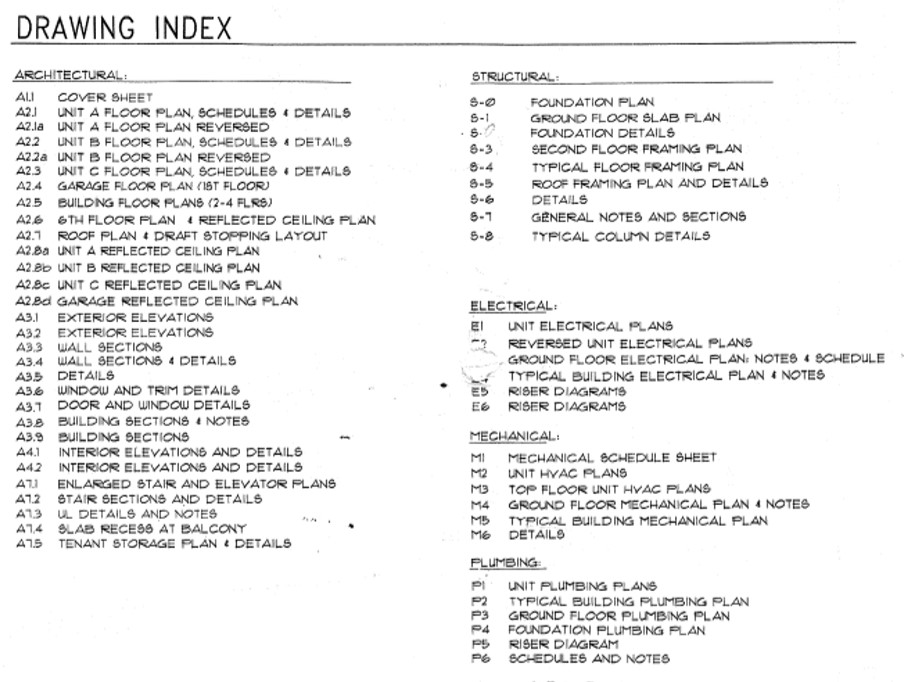 DRAWING INDEX
ARCHITECTURAL:
A1.1 COVER SHEET
A2.1 UNIT A FLOOR PLAN, SCHEDULES & DETAILS
A2.1a UNIT A FLOOR PLAN REVERSED
A2.2 UNIT B FLOOR PLAN, SCHEDULES & DETAILS
A2.2a UNIT B FLOOR PLAN REVERSED
A2.3 UNIT C FLOOR PLAN, SCHEDULES & DETAILS
A2.4 GARAGE FLOOR PLAN (1ST FLOOR)
A2.5 BUILDING FLOOR PLANS (2-4 FLRS)
A2.6 6TH FLOOR PLAN & REFLECTED CEILING PLAN
A2.7 ROOF PLAN & DRAFT STOPPING LAYOUT
A2.8a UNIT A REFLECTED CEILING PLAN
A2.8b UNIT B REFLECTED CEILING PLAN
A2.8c UNIT C REFLECTED CEILING PLAN
A2.8d GARAGE REFLECTED CEILING PLAN
A3.1 EXTERIOR ELEVATIONS
A3.2 EXTERIOR ELEVATIONS
A3.3 WALL SECTIONS
A3.4 WALL SECTIONS & DETAILS
A3.5 DETAILS
A3.6 WINDOW AND TRIM DETAILS
A3.7 DOOR AND WINDOW DETAILS
A3.8 BUILDING SECTIONS & NOTES
A3.9 BUILDING SECTIONS
A4.1 INTERIOR ELEVATIONS AND DETAILS
A4.2 INTERIOR ELEVATIONS AND DETAILS
A7.1 ENLARGED STAIR AND ELEVATOR PLANS
A7.2 STAIR SECTIONS AND DETAILS
A7.3 UL DETAILS AND NOTES
A7.4 SLAB RECESS AT BALCONY
A7.5 TENANT STORAGE PLAN & DETAILS
STRUCTURAL:
S-0 FOUNDATION PLAN
S-1 GROUND FLOOR SLAB PLAN
FOUNDATION DETAILS
S-3 SECOND FLOOR FRAMING PLAN
S-4 TYPICAL FLOOR FRAMING PLAN
S-5 ROOF FRAMING PLAN AND DETAILS
S-6 DETAILS
S-7 GENERAL NOTES AND SECTIONS
S-8 TYPICAL COLUMN DETAILS
ELECTRICAL:
E1 UNIT ELECTRICAL PLANS
REVERSED UNIT ELECTRICAL PLANS
GROUND FLOOR ELECTRICAL PLAN: NOTES & SCHEDULE
TYPICAL BUILDING ELECTRICAL PLAN & NOTES
E5 RISER DIAGRAMS
E6 RISER DIAGRAMS
MECHANICAL:
M1 MECHANICAL SCHEDULE SHEET
M2 UNIT HVAC PLANS
M3 TOP FLOOR UNIT HVAC PLANS
M4 GROUND FLOOR MECHANICAL PLAN & NOTES
M5 TYPICAL BUILDING MECHANICAL PLAN
M6 DETAILS
PLUMBING:
P1 UNIT PLUMBING PLANS
P2 TYPICAL BUILDING PLUMBING PLAN
P3 GROUND FLOOR PLUMBING PLAN
P4 FOUNDATION PLUMBING PLAN
P5 RISER DIAGRAM
P6 SCHEDULES AND NOTES